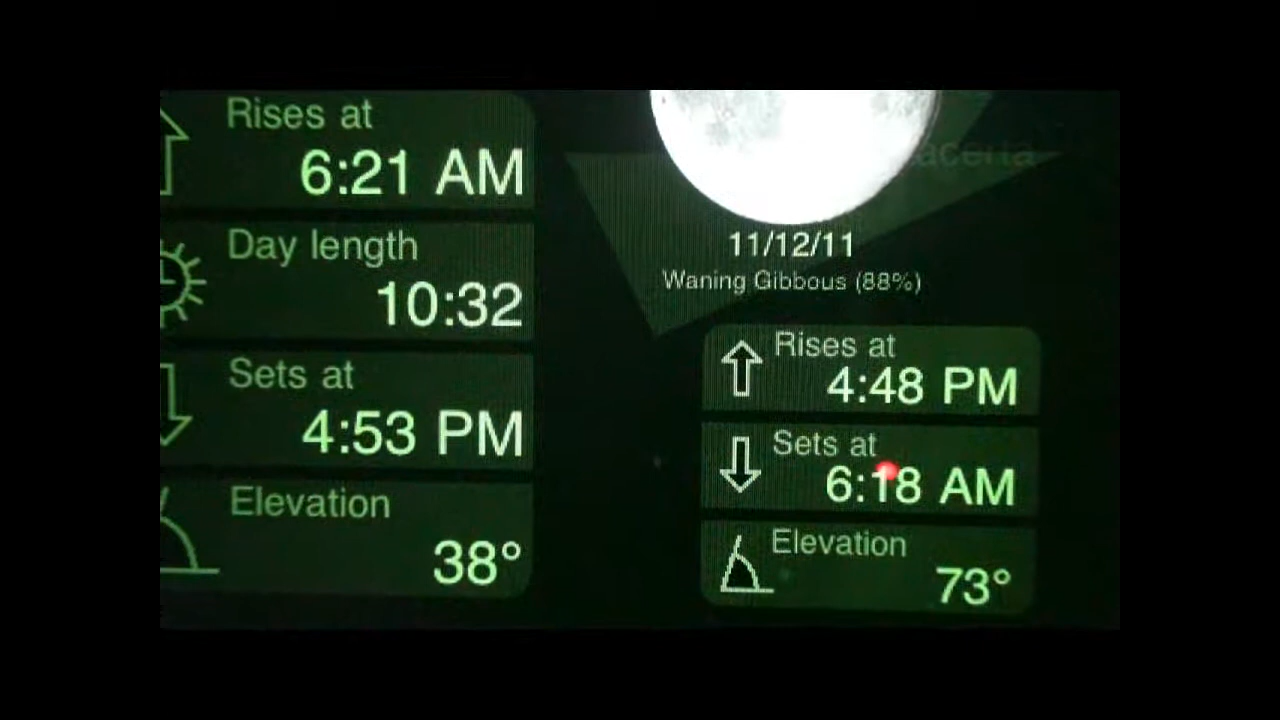 Rises at
6:21 AM
Day length
10:32
Sets at
4:53 PM
Elevation
38°
11/12/11
Waning Gibbous (88%)
Rises at
4:48 PM
Sets at
6:18 AM
Elevation
73°